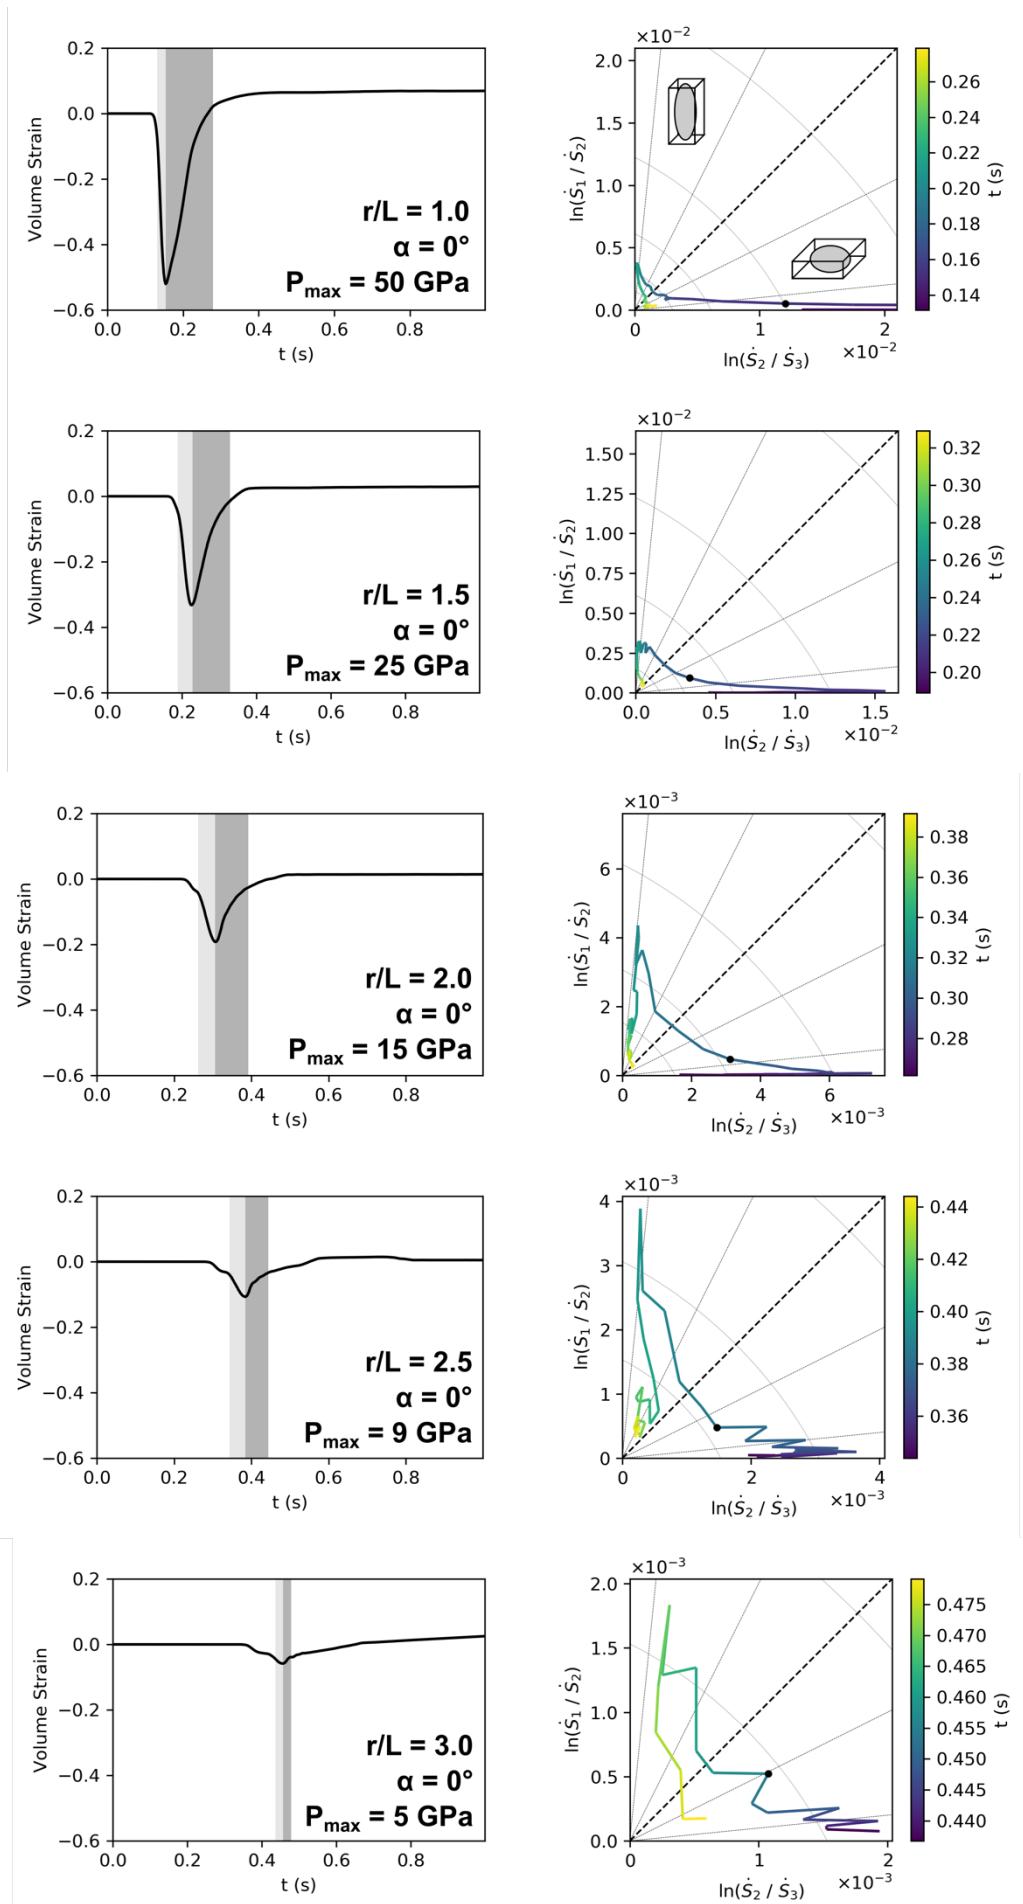 0.2
0.0
−0.2
−0.4
−0.6
Volume Strain
r/L = 1.0
α = 0°
Pmax = 50 GPa
0.0 0.2 0.4 0.6 0.8
t (s)
×10⁻²
2.0
1.5
1.0
0.5
0.0
ln(Ṡ₁ / Ṡ₂)
0 1 2
×10⁻²
ln(Ṡ₂ / Ṡ₃)
0.26
0.24
0.22
0.20
0.18
0.16
0.14
t (s)
0.2
0.0
−0.2
−0.4
−0.6
Volume Strain
r/L = 1.5
α = 0°
Pmax = 25 GPa
0.0 0.2 0.4 0.6 0.8
t (s)
×10⁻²
1.50
1.25
1.00
0.75
0.50
0.25
0.00
ln(Ṡ₁ / Ṡ₂)
0.0 0.5 1.0 1.5
×10⁻²
ln(Ṡ₂ / Ṡ₃)
0.32
0.30
0.28
0.26
0.24
0.22
0.20
t (s)
0.2
0.0
−0.2
−0.4
−0.6
Volume Strain
r/L = 2.0
α = 0°
Pmax = 15 GPa
0.0 0.2 0.4 0.6 0.8
t (s)
×10⁻³
6
4
2
0
ln(Ṡ₁ / Ṡ₂)
0 2 4 6
×10⁻³
ln(Ṡ₂ / Ṡ₃)
0.38
0.36
0.34
0.32
0.30
0.28
t (s)
0.2
0.0
−0.2
−0.4
−0.6
Volume Strain
r/L = 2.5
α = 0°
Pmax = 9 GPa
0.0 0.2 0.4 0.6 0.8
t (s)
×10⁻³
4
3
2
1
0
ln(Ṡ₁ / Ṡ₂)
0 2 4
×10⁻³
ln(Ṡ₂ / Ṡ₃)
0.44
0.42
0.40
0.38
0.36
t (s)
0.2
0.0
−0.2
−0.4
−0.6
Volume Strain
r/L = 3.0
α = 0°
Pmax = 5 GPa
0.0 0.2 0.4 0.6 0.8
t (s)
×10⁻³
2.0
1.5
1.0
0.5
0.0
ln(Ṡ₁ / Ṡ₂)
0 1 2
×10⁻³
ln(Ṡ₂ / Ṡ₃)
0.475
0.470
0.465
0.460
0.455
0.450
0.445
0.440
t (s)